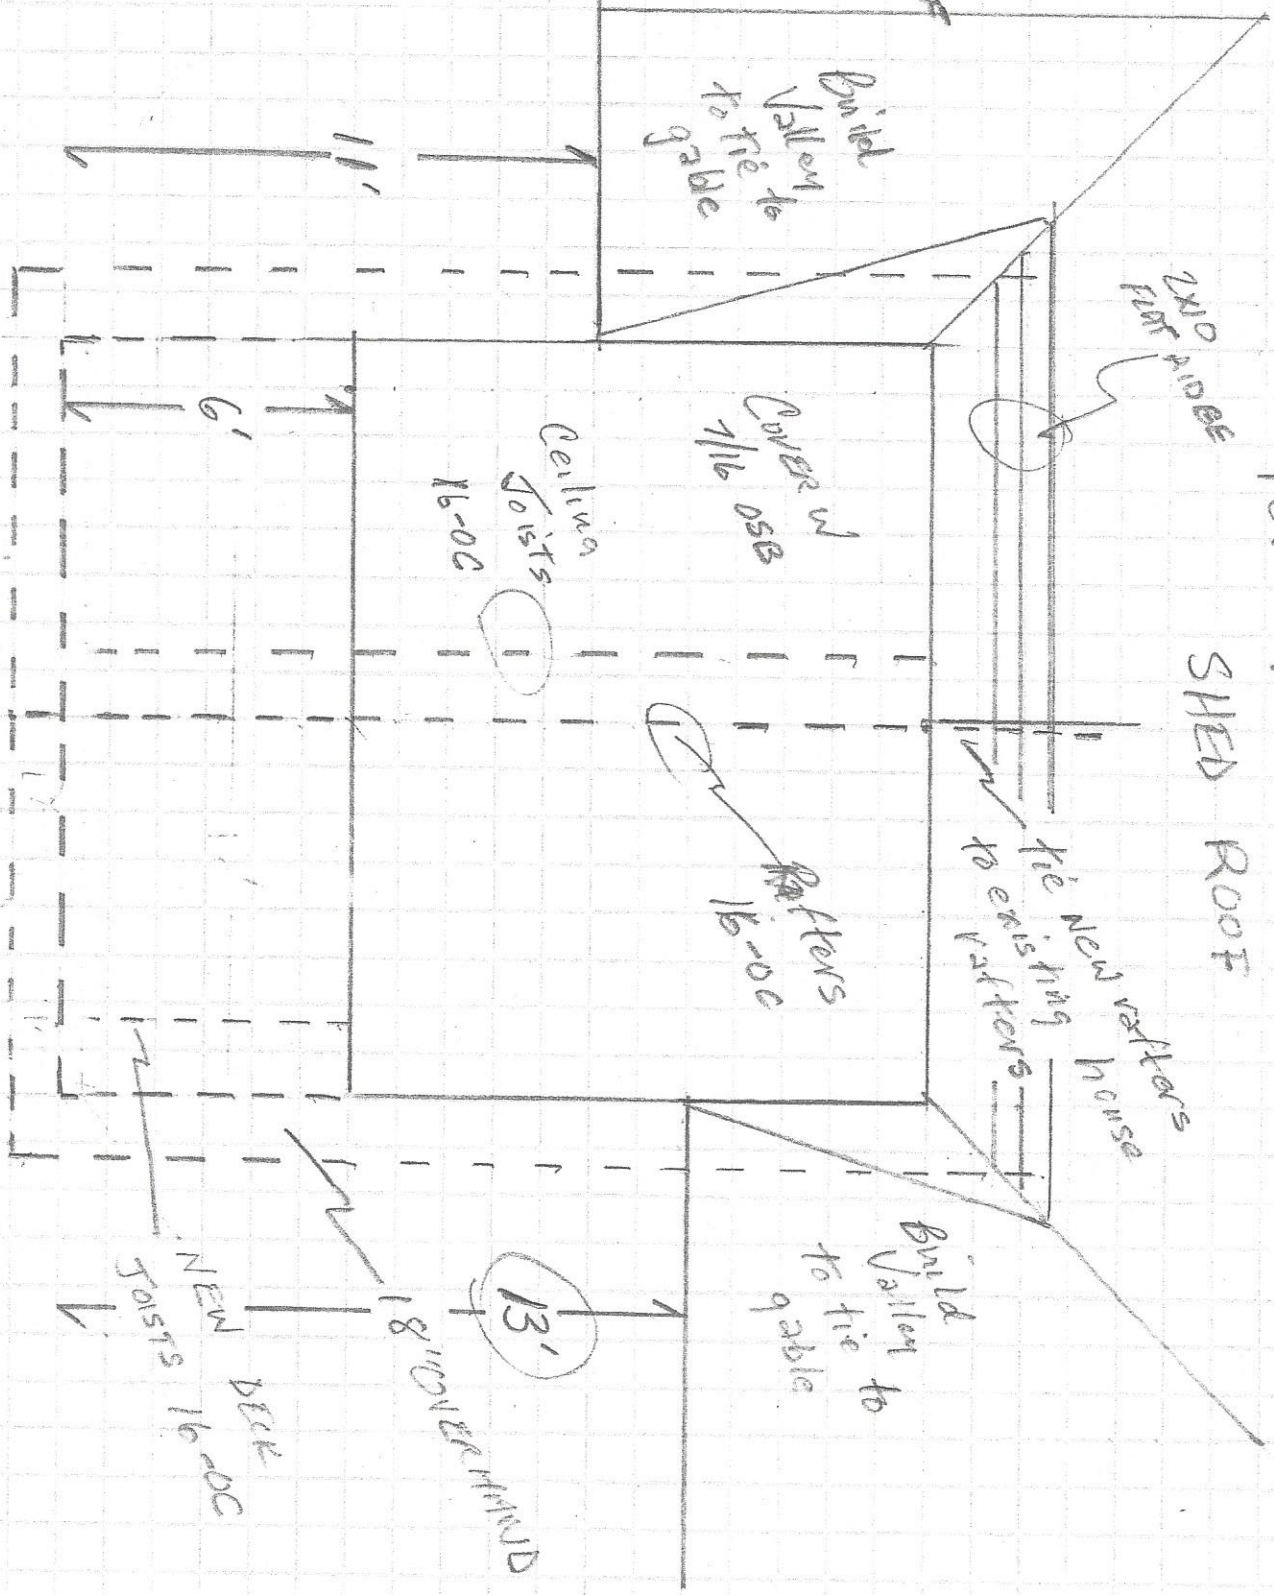 SHED ROOF
2X10
FLAT RIDGE
tie new rafters
to existing house
rafters
Build
Valley
to tie to
gable
COVER W
7/16 OSB
Rafters
16-OC
Build
Valley to
to tie
gable
Ceiling
Joists
16-OC
11'
6'
13'
18" OVERHAND
NEW DECK
JOISTS 16-OC